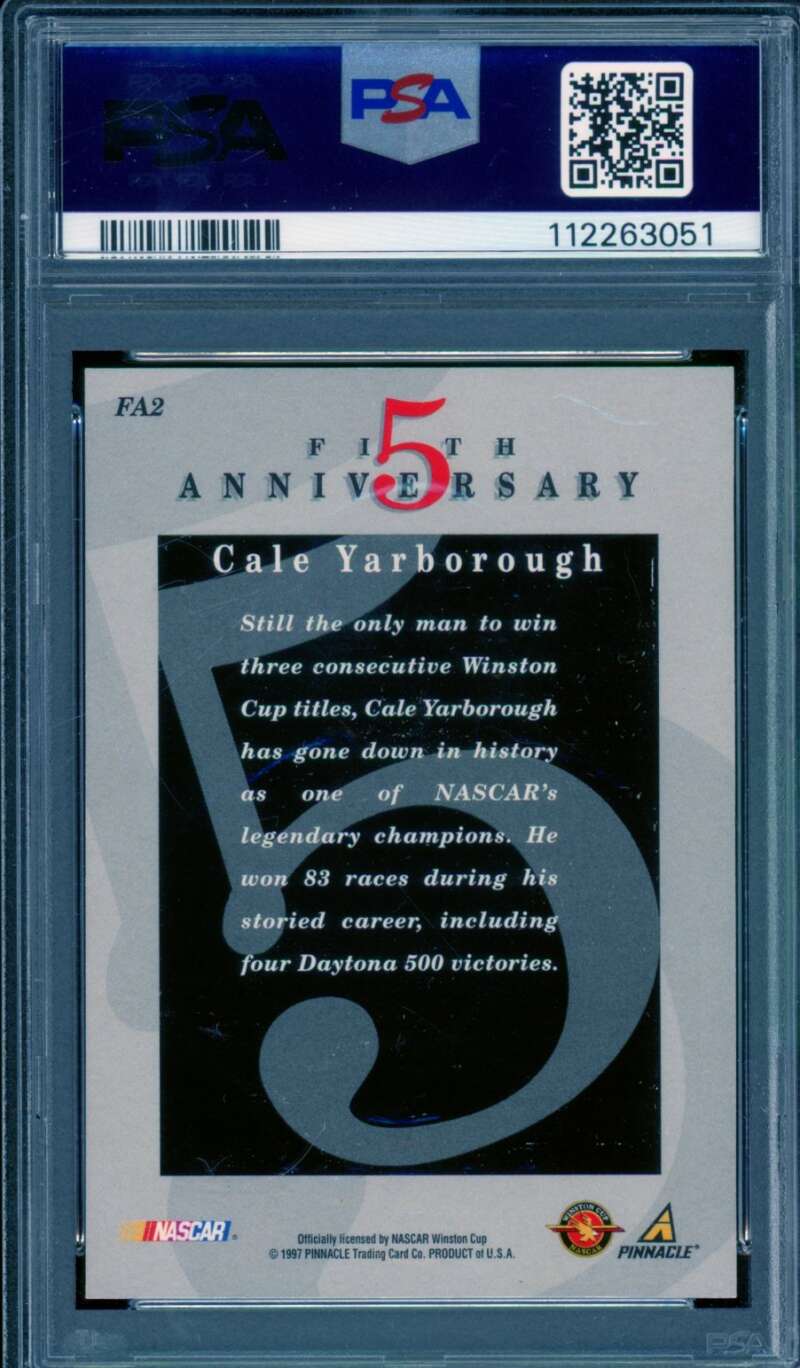 PSA
PSA
112263051
FA2
5
FIFTH
ANNIVERSARY
Cale Yarborough
Still the only man to win
three consecutive Winston
Cup titles, Cale Yarborough
has gone down in history
as one of NASCAR's
legendary champions. He
won 83 races during his
storied career, including
four Daytona 500 victories.
NASCAR®
Officially licensed by NASCAR Winston Cup
© 1997 PINNACLE Trading Card Co. PRODUCT of U.S.A.
WINSTON CUP
NASCAR
PINNACLE®
PSA